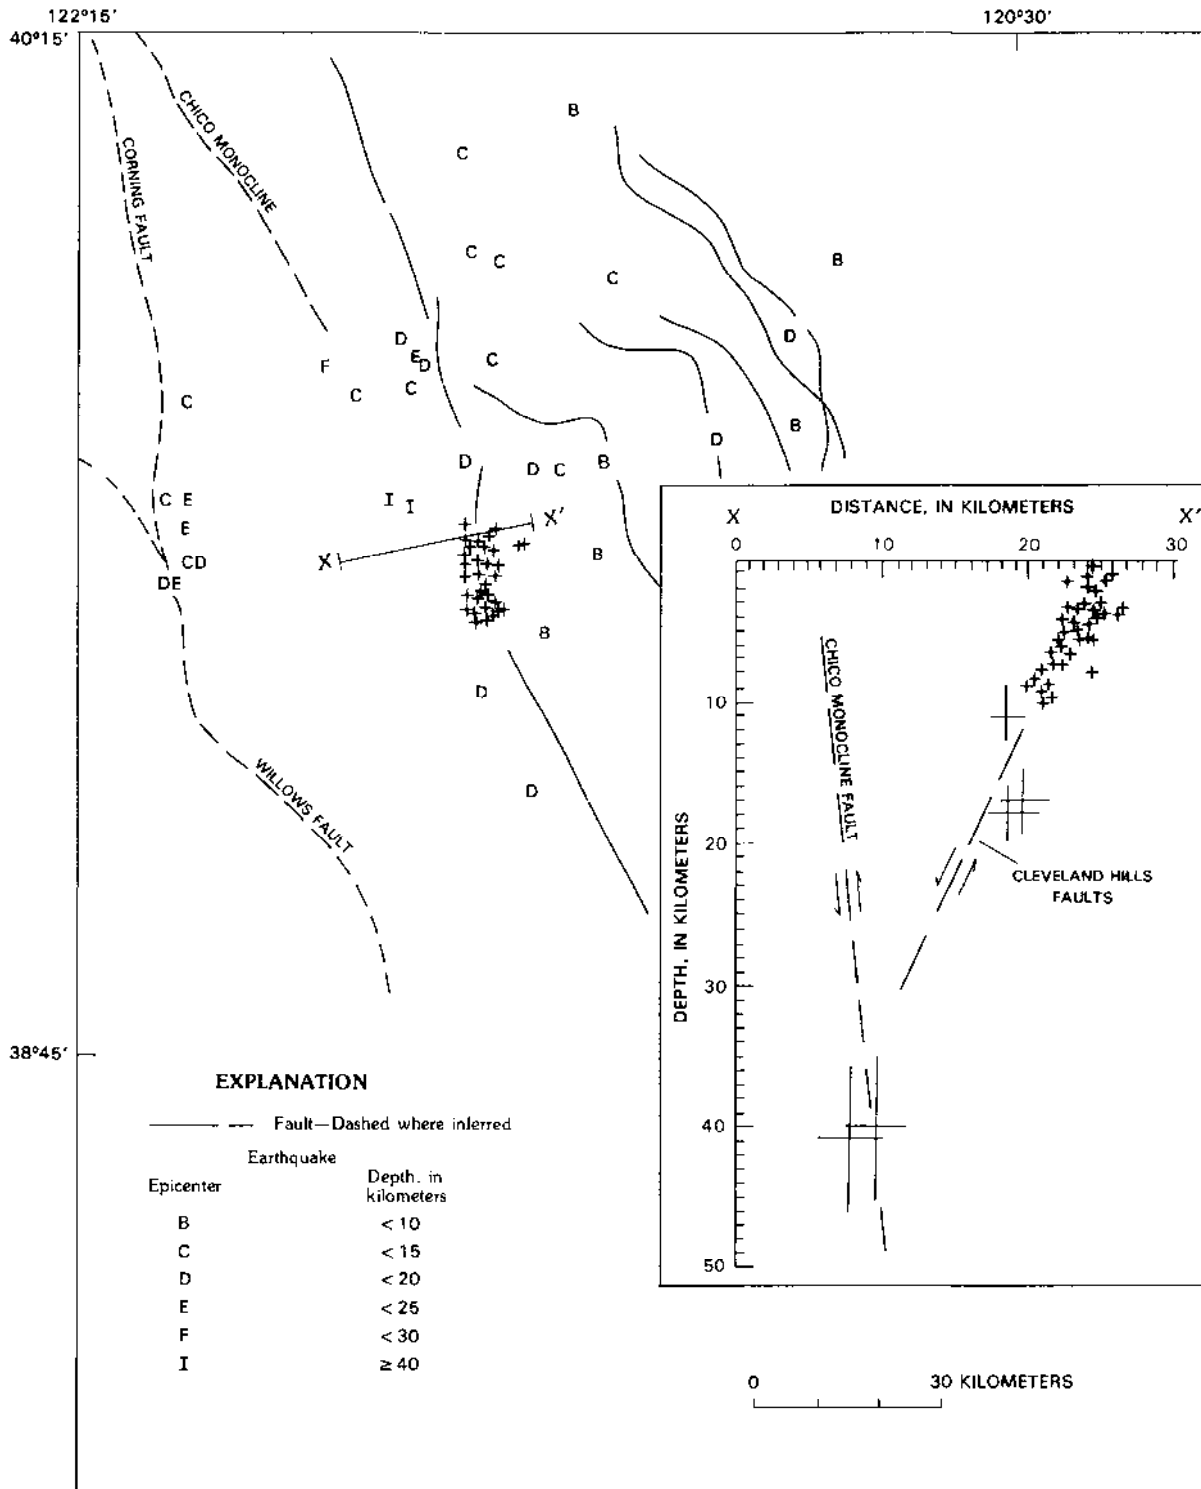 122°15′
120°30′
40°15′
CHICO MONOCLINE
CORNING FAULT
B
C
C
C
B
C
D
D
E
D
F
C
C
C
C
B
D
D
D
C
B
C E
I
I
E
X
X′
B
CD
DE
B
D
D
WILLOWS FAULT
38°45′
X
DISTANCE, IN KILOMETERS
X′
0
10
20
30
CHICO MONOCLINE FAULT
10
20
CLEVELAND HILLS
FAULTS
DEPTH, IN KILOMETERS
30
40
50
EXPLANATION
Fault—Dashed where inferred
Earthquake
Epicenter
Depth, in
kilometers
B <10
C <15
D <20
E <25
F <30
I ≥40
0
30 KILOMETERS